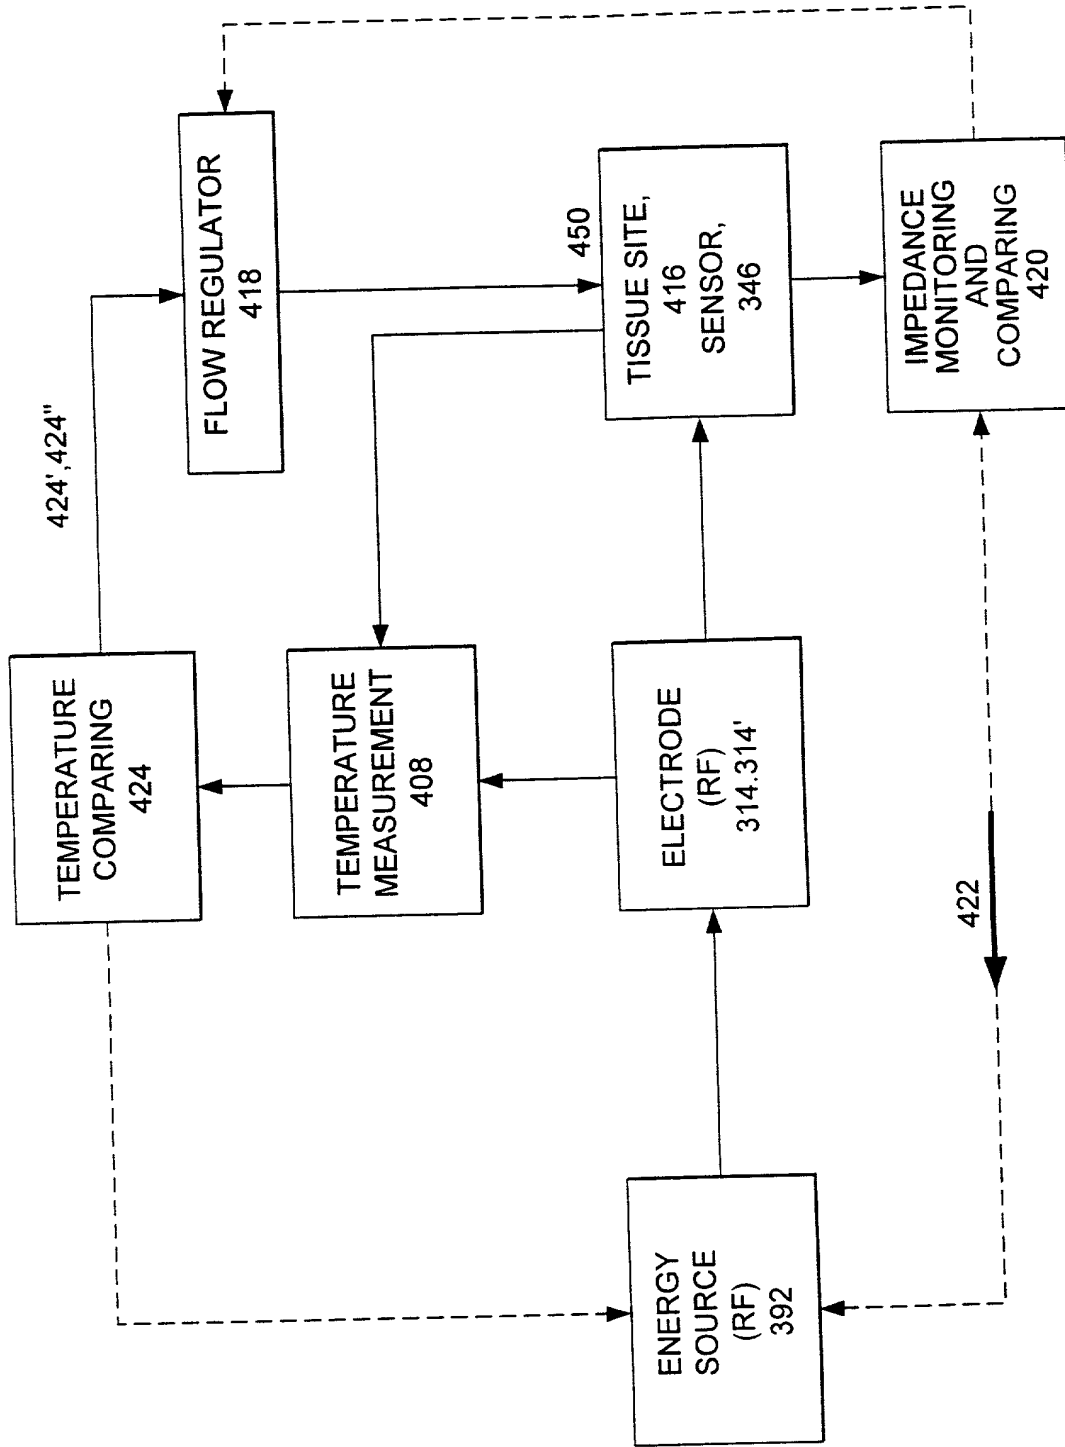 424',424"
TEMPERATURE
COMPARING
424
FLOW REGULATOR
418
TEMPERATURE
MEASUREMENT
408
450
TISSUE SITE,
416
SENSOR,
346
ENERGY
SOURCE
(RF)
392
ELECTRODE
(RF)
314.314'
422
IMPEDANCE
MONITORING
AND
COMPARING
420